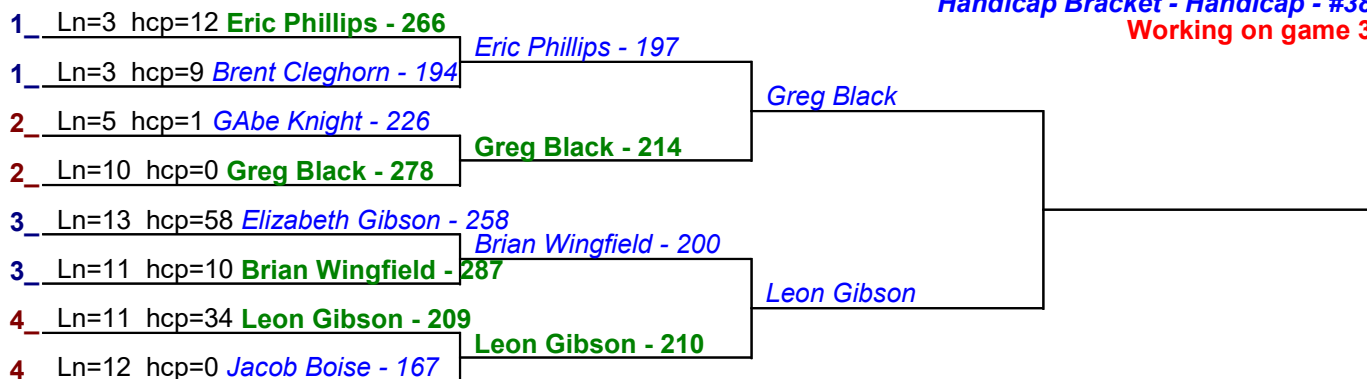 Handicap Bracket - Handicap - #38
Working on game 3
1_ Ln=3 hcp=12 Eric Phillips - 266
Eric Phillips - 197
1_ Ln=3 hcp=9 Brent Cleghorn - 194
Greg Black
2_ Ln=5 hcp=1 GAbe Knight - 226
Greg Black - 214
2_ Ln=10 hcp=0 Greg Black - 278
3_ Ln=13 hcp=58 Elizabeth Gibson - 258
Brian Wingfield - 200
3_ Ln=11 hcp=10 Brian Wingfield - 287
Leon Gibson
4_ Ln=11 hcp=34 Leon Gibson - 209
Leon Gibson - 210
4 Ln=12 hcp=0 Jacob Boise - 167